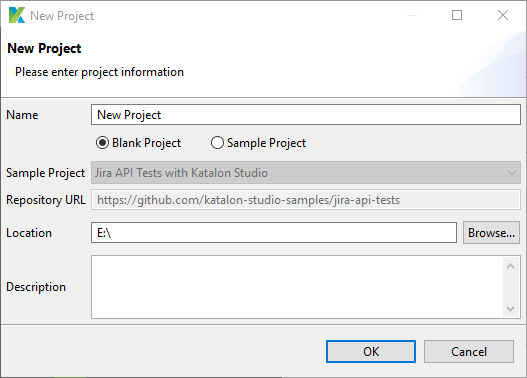 New Project
New Project
Please enter project information
Name New Project
Blank Project Sample Project
Sample Project Jira API Tests with Katalon Studio
Repository URL https://github.com/katalon-studio-samples/jira-api-tests
Location E:\ Browse...
Description
OK Cancel